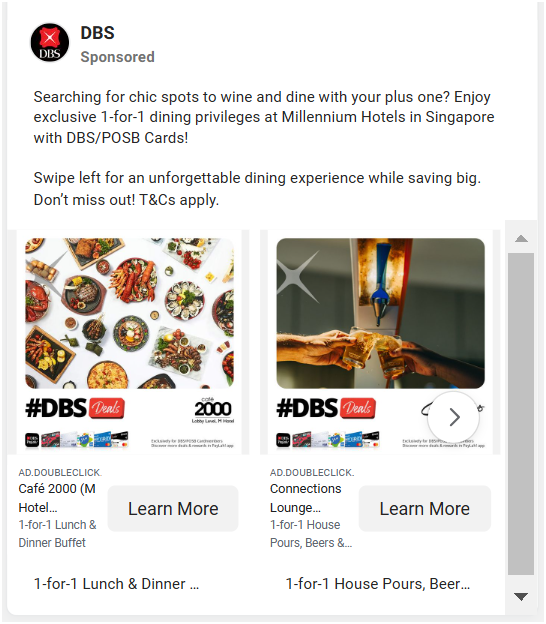 DBS
DBS
Sponsored
Searching for chic spots to wine and dine with your plus one? Enjoy
exclusive 1-for-1 dining privileges at Millennium Hotels in Singapore
with DBS/POSB Cards!
Swipe left for an unforgettable dining experience while saving big.
Don’t miss out! T&Cs apply.
#DBS Deals
café
2000
Lobby Level, M Hotel
Exclusively for DBS/POSB Cardmembers
Discover more deals & rewards in PayLah! app.
#DBS Deals
Exclusively for DBS/POSB Cardmembers
Discover more deals & rewards in PayLah! app.
AD.DOUBLECLICK.
Café 2000 (M
Hotel...
1-for-1 Lunch &
Dinner Buffet
Learn More
AD.DOUBLECLICK.
Connections
Lounge...
1-for-1 House
Pours, Beers &...
Learn More
1-for-1 Lunch & Dinner ...
1-for-1 House Pours, Beer...